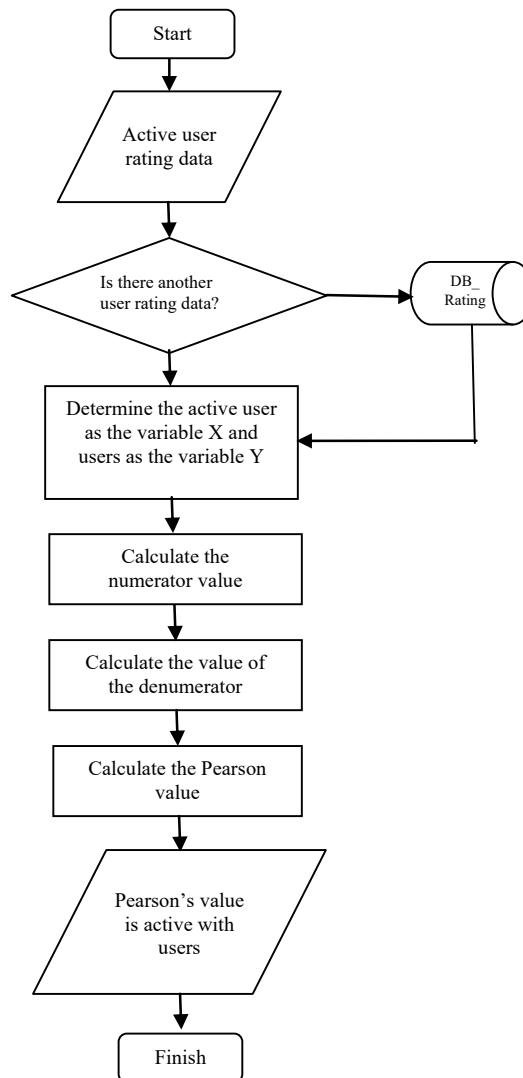 Start
Active user
rating data
Is there another
user rating data?
DB_
Rating
Determine the active user
as the variable X and
users as the variable Y
Calculate the
numerator value
Calculate the value of
the denumerator
Calculate the Pearson
value
Pearson’s value
is active with
users
Finish